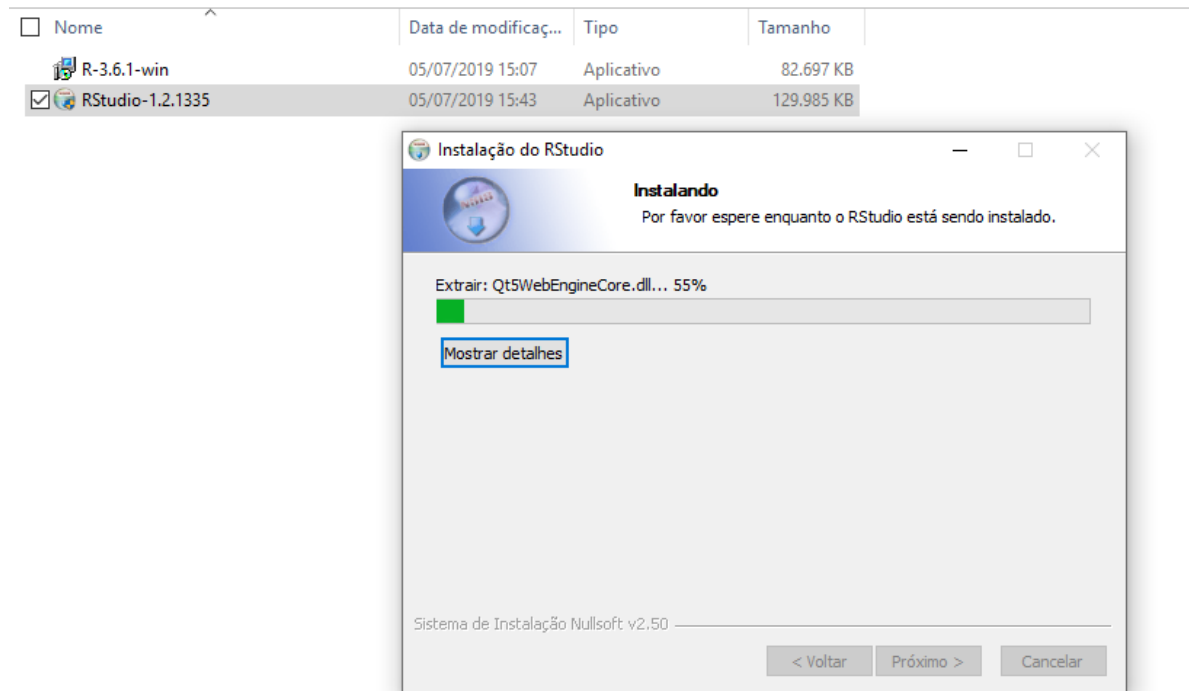 Nome Data de modificaç... Tipo Tamanho
R-3.6.1-win 05/07/2019 15:07 Aplicativo 82.697 KB
RStudio-1.2.1335 05/07/2019 15:43 Aplicativo 129.985 KB
Instalação do RStudio
Instalando
Por favor espere enquanto o RStudio está sendo instalado.
Extrair: Qt5WebEngineCore.dll... 55%
Mostrar detalhes
Sistema de Instalação Nullsoft v2.50
< Voltar Próximo > Cancelar